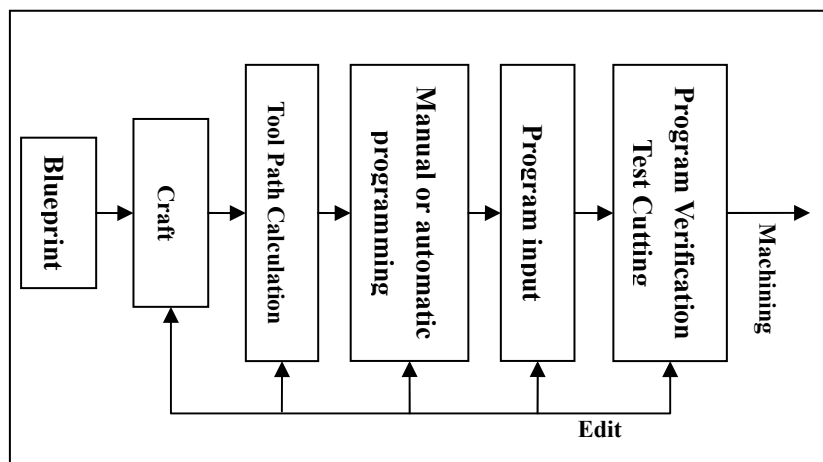 Blueprint
Craft
Tool Path Calculation
Manual or automatic
programming
Program input
Program Verification
Test Cutting
Machining
Edit